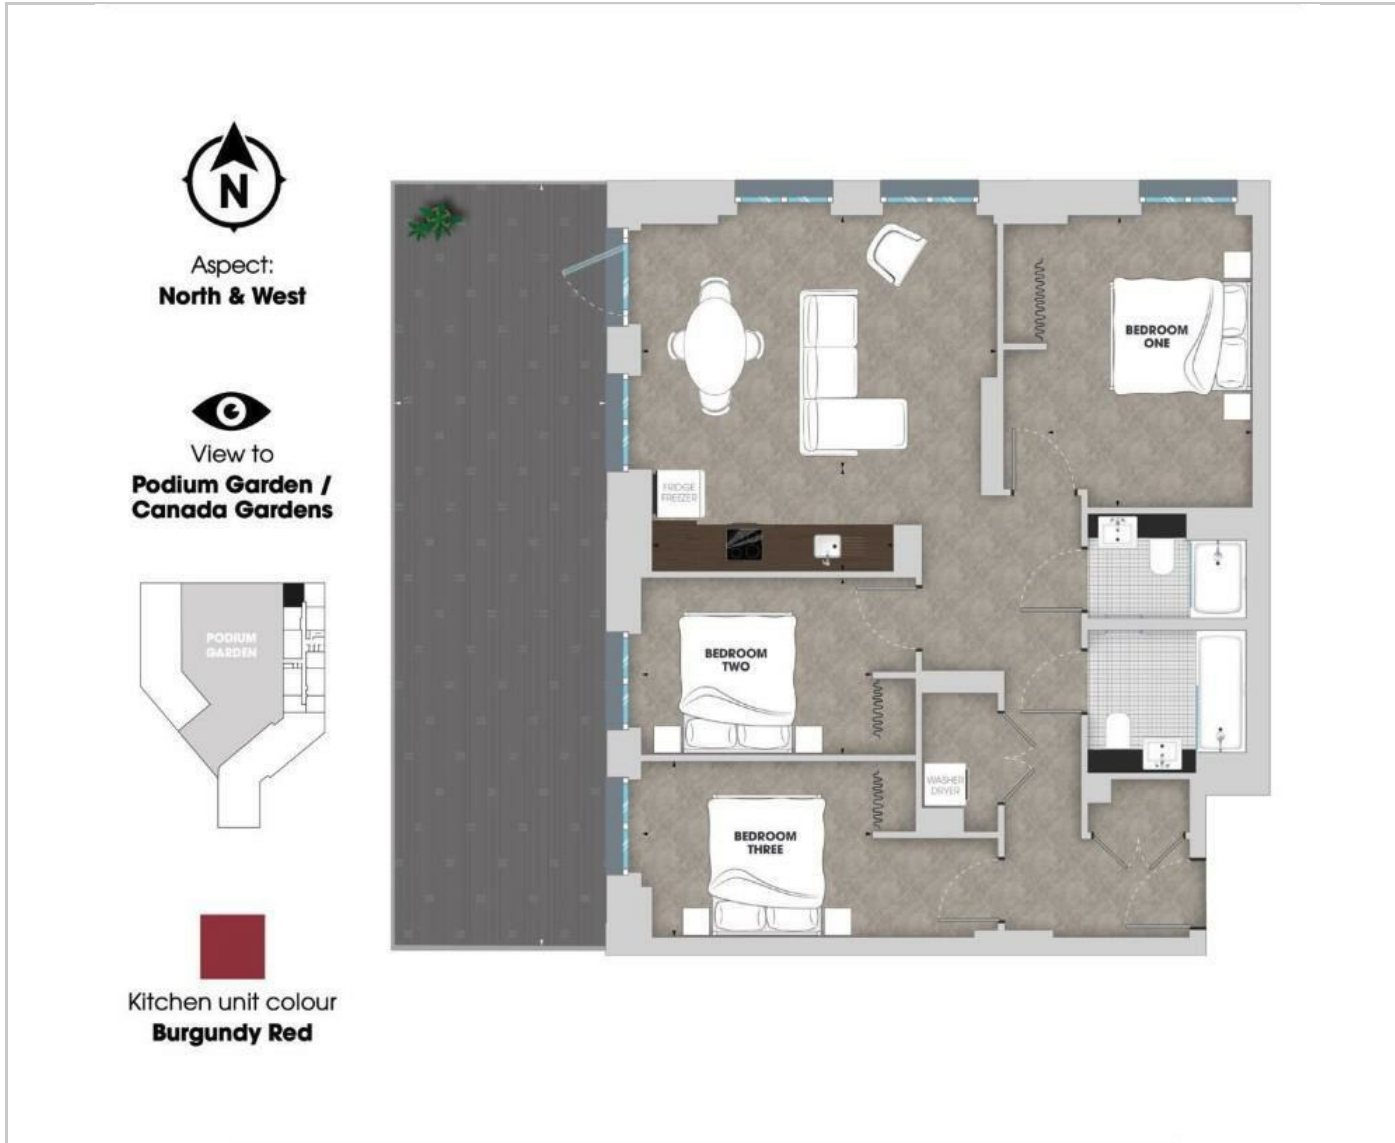 N
Aspect:
North & West
View to
Podium Garden /
Canada Gardens
PODIUM
GARDEN
Kitchen unit colour
Burgundy Red
BEDROOM
ONE
FRIDGE
FREEZER
BEDROOM
TWO
WASHER
DRYER
BEDROOM
THREE